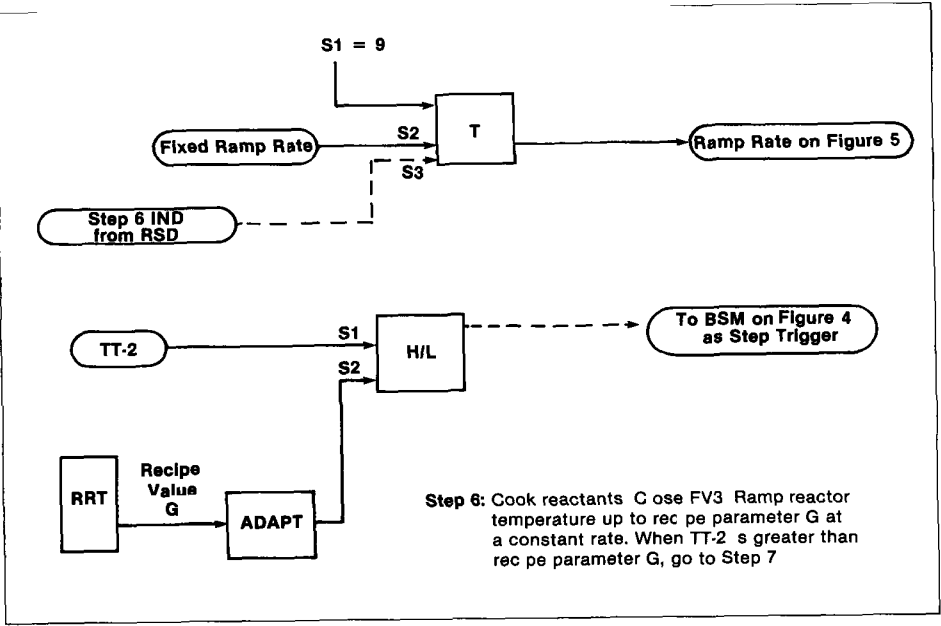 S1 = 9
T
S2
Fixed Ramp Rate
Ramp Rate on Figure 5
S3
Step 6 IND
from RSD
To BSM on Figure 4
as Step Trigger
S1
TT-2
H/L
S2
Recipe
Value
G
RRT
ADAPT
Step 6: Cook reactants C ose FV3 Ramp reactor
temperature up to rec pe parameter G at
a constant rate. When TT-2 s greater than
rec pe parameter G, go to Step 7